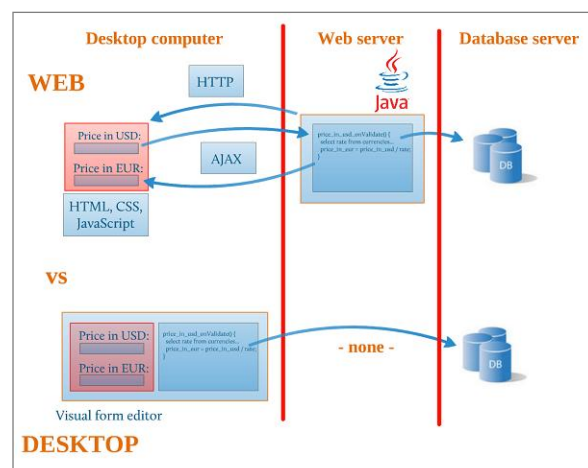 Desktop computer
Web server
Database server
WEB
HTTP
Java
Price in USD:
Price in EUR:
AJAX
price_in_usd_onValidate() {
select rate from currencies...
price_in_eur = price_in_usd / rate;
}
DB
HTML, CSS,
JavaScript
vs
Price in USD:
Price in EUR:
price_in_usd_onValidate() {
select rate from currencies...
price_in_eur = price_in_usd / rate;
}
- none -
DB
Visual form editor
DESKTOP